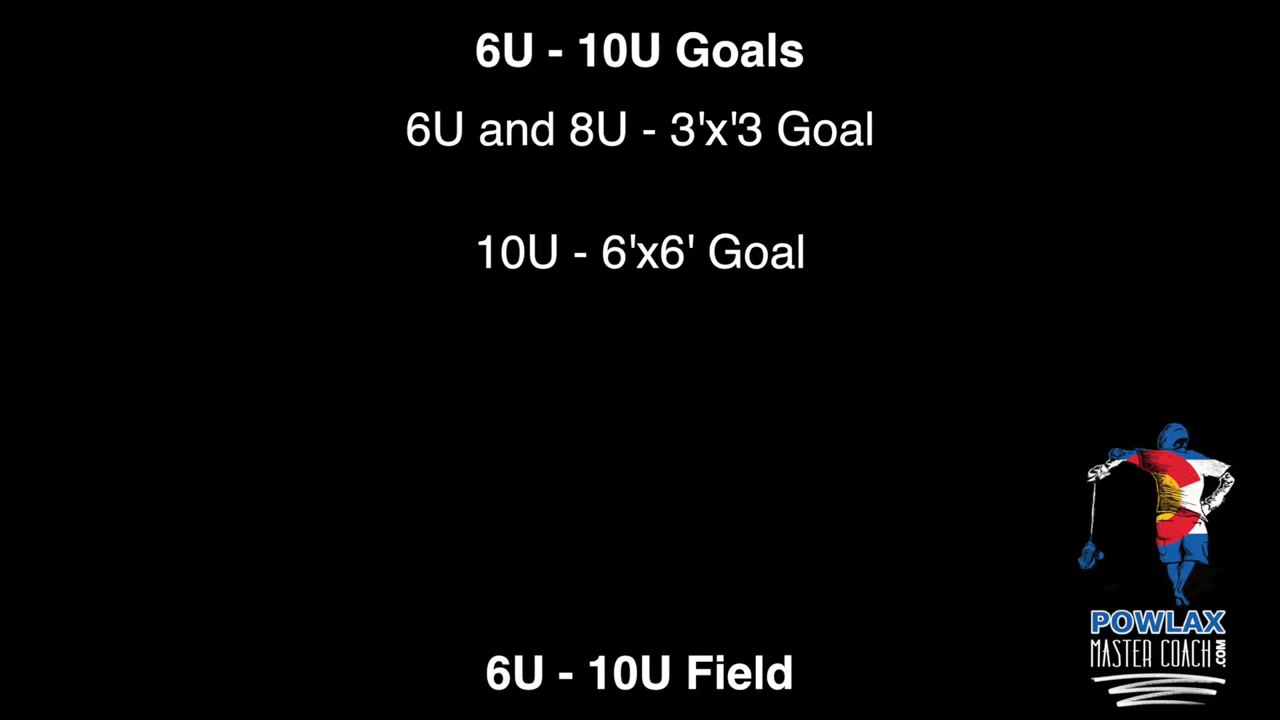 6U - 10U Goals
6U and 8U - 3'x'3 Goal
10U - 6'x6' Goal
POWLAX
MASTER COACH.COM
6U - 10U Field